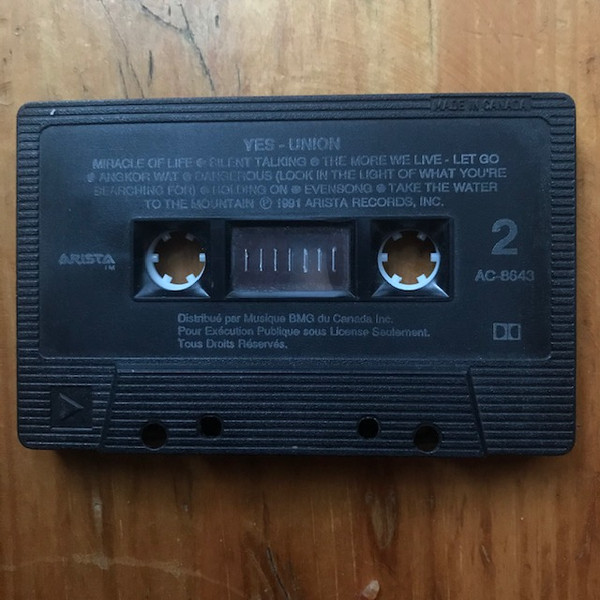 MADE IN CANADA
YES - UNION
MIRACLE OF LIFE ● SILENT TALKING ● THE MORE WE LIVE - LET GO
● ANGKOR WAT ● DANGEROUS (LOOK IN THE LIGHT OF WHAT YOU'RE
SEARCHING FOR) ● HOLDING ON ● EVENSONG ● TAKE THE WATER
TO THE MOUNTAIN Ⓟ 1991 ARISTA RECORDS, INC.
ARISTA
TM
2
AC-8643
Distribué par Musique BMG du Canada Inc.
Pour Exécution Publique sous License Seulement.
Tous Droits Réservés.